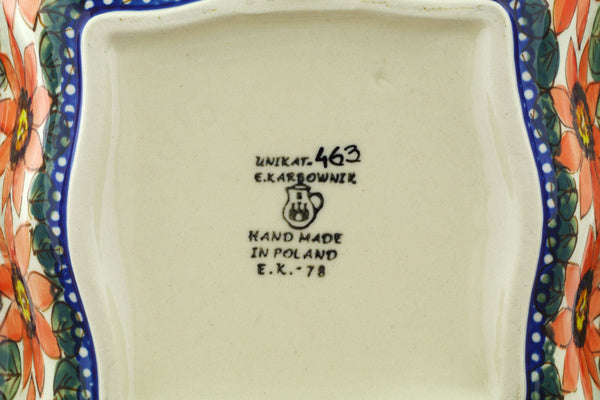 UNIKAT-463
E.KARBOWNIK
HAND MADE
IN POLAND
E.K.-78